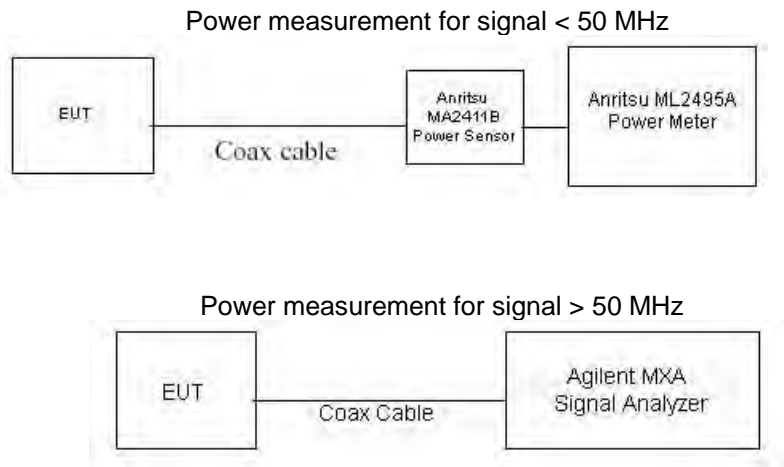 Power measurement for signal < 50 MHz
EUT
Coax cable
Anritsu
MA2411B
Power Sensor
Anritsu ML2495A
Power Meter
Power measurement for signal > 50 MHz
EUT
Coax Cable
Agilent MXA
Signal Analyzer